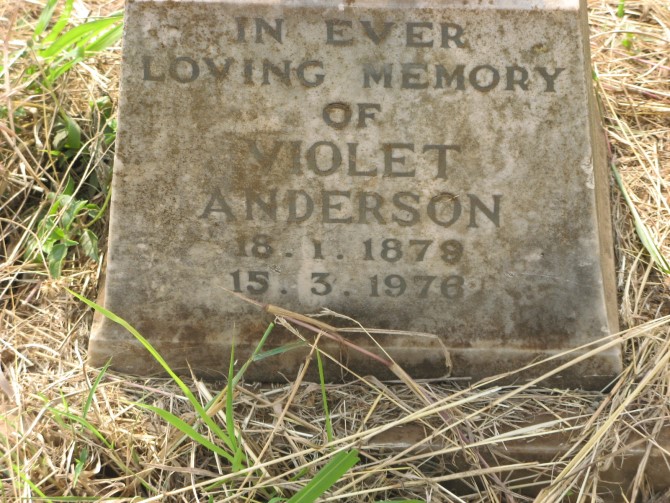 IN EVER
LOVING MEMORY
OF
VIOLET
ANDERSON
18.1.1879
15.3.1976